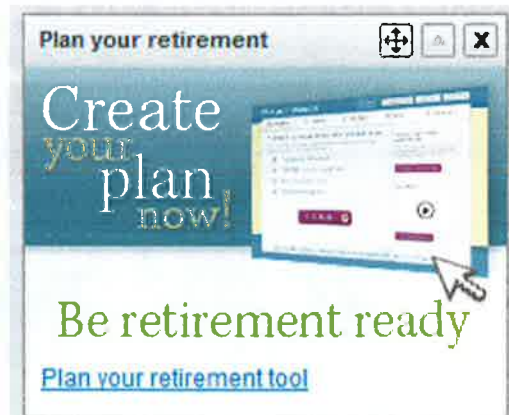 Plan your retirement
Create
your
plan
now!
Be retirement ready
Plan your retirement tool